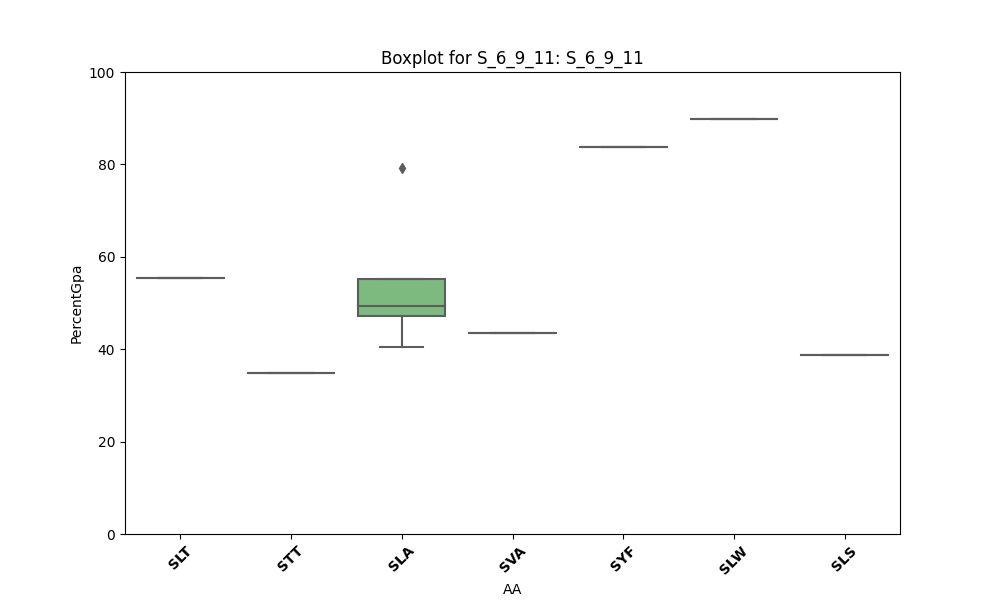 Boxplot for S_6_9_11: S_6_9_11
100
80
60
40
20
0
PercentGpa
SLT
STT
SLA
SVA
SYF
SLW
SLS
AA